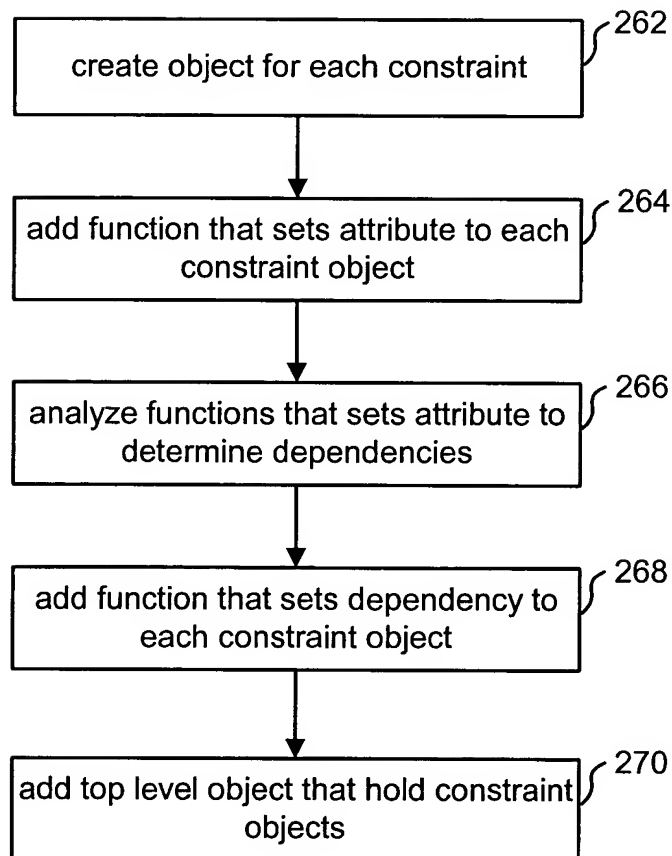 262
create object for each constraint
264
add function that sets attribute to each
constraint object
266
analyze functions that sets attribute to
determine dependencies
268
add function that sets dependency to
each constraint object
270
add top level object that hold constraint
objects